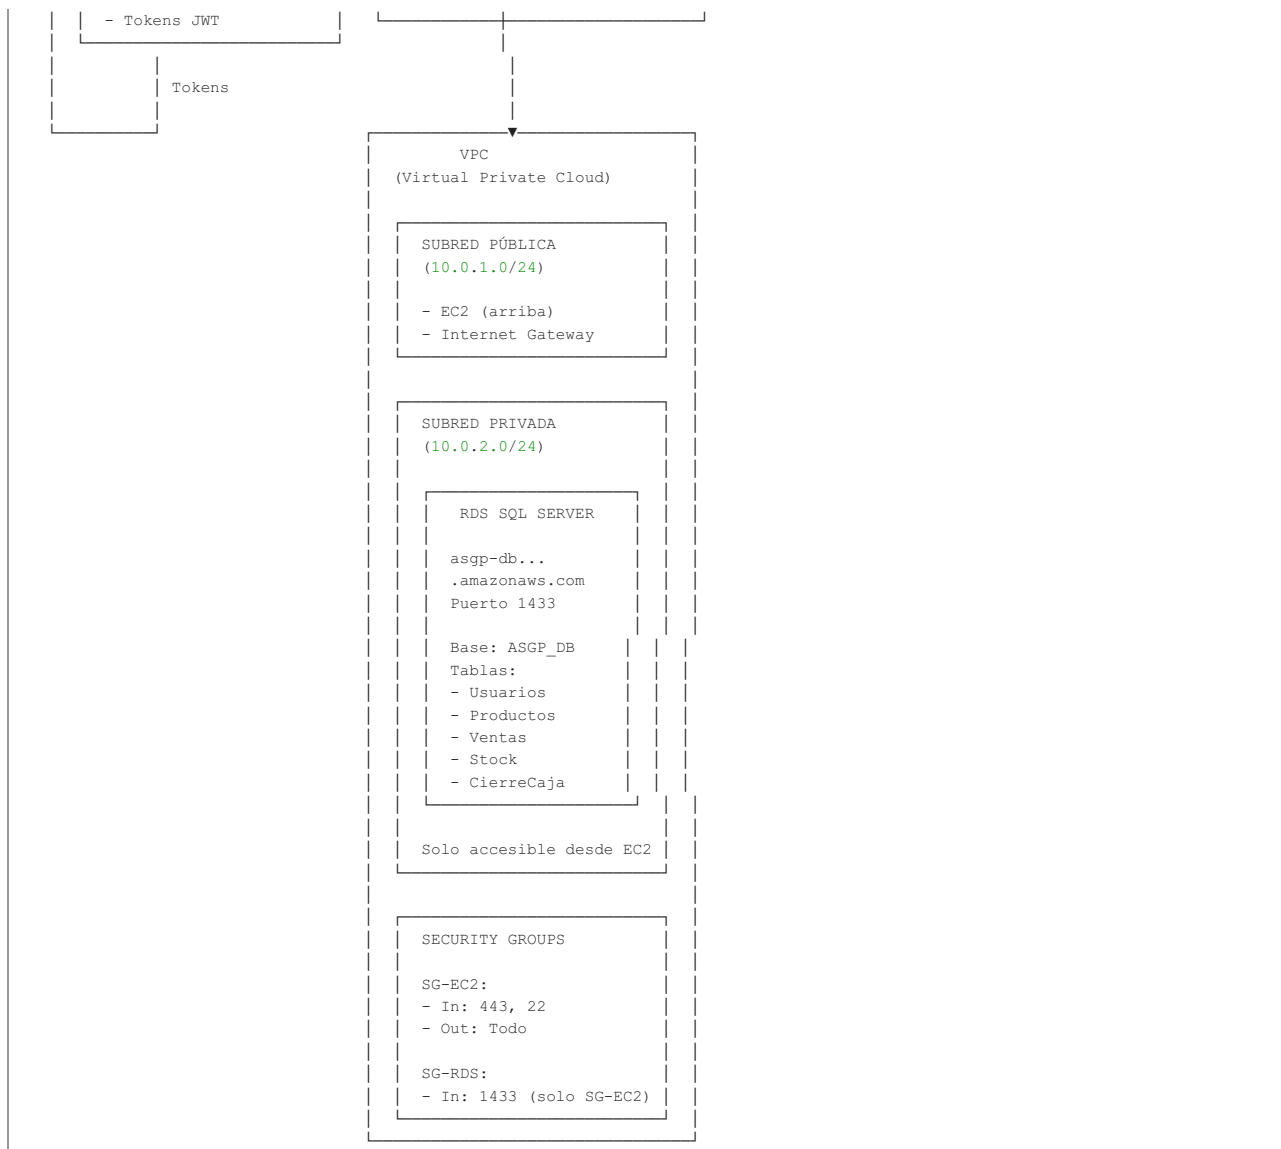 - Tokens JWT
Tokens
VPC
(Virtual Private Cloud)
SUBRED PÚBLICA
(10.0.1.0/24)
- EC2 (arriba)
- Internet Gateway
SUBRED PRIVADA
(10.0.2.0/24)
RDS SQL SERVER
asgp-db...
.amazonaws.com
Puerto 1433
Base: ASGP_DB
Tablas:
- Usuarios
- Productos
- Ventas
- Stock
- CierreCaja
Solo accesible desde EC2
SECURITY GROUPS
SG-EC2:
- In: 443, 22
- Out: Todo
SG-RDS:
- In: 1433 (solo SG-EC2)